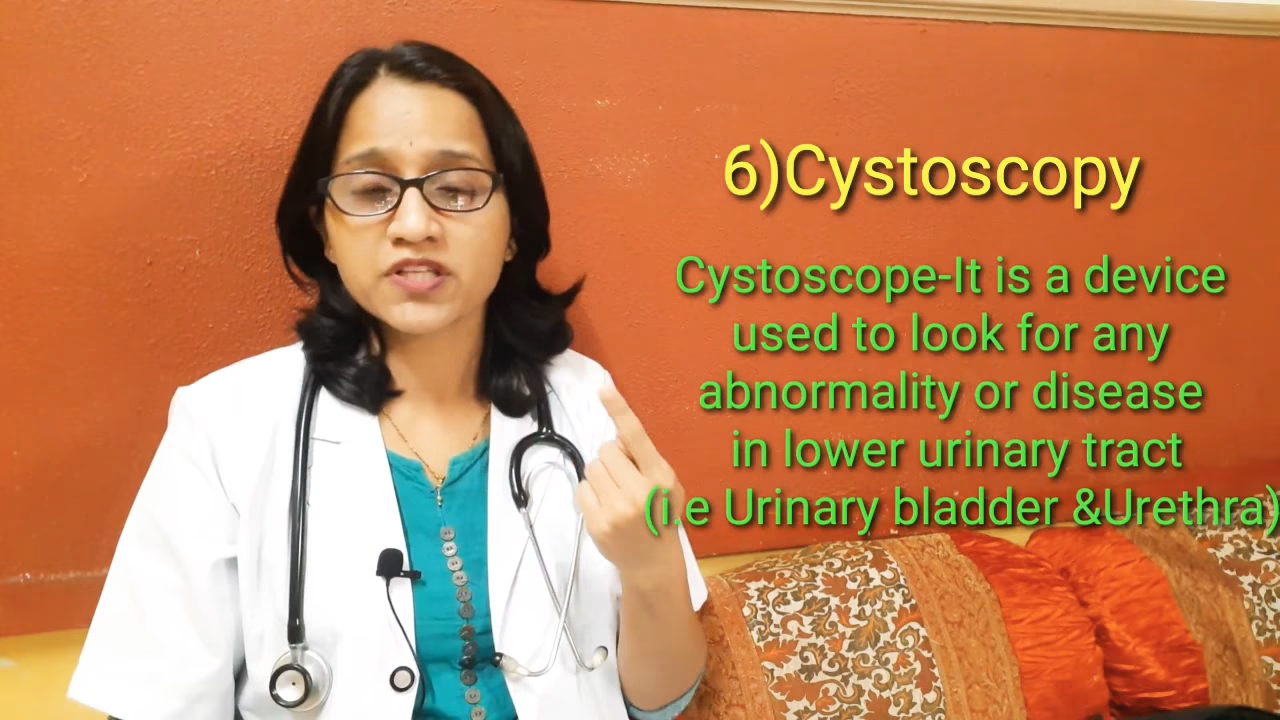 6)Cystoscopy
Cystoscope-It is a device
used to look for any
abnormality or disease
in lower urinary tract
(i.e Urinary bladder &Urethra)